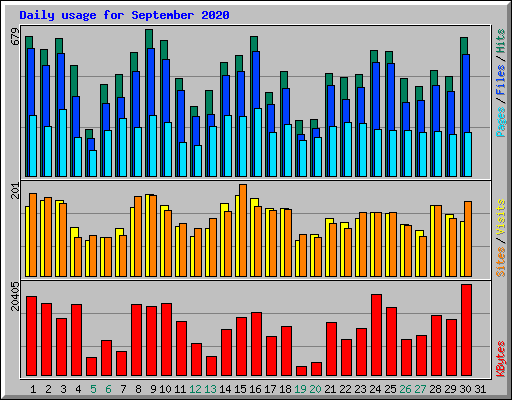 Daily usage for September 2020
679
Pages / Files / Hits
201
Sites / Visits
20405
KBytes
1 2 3 4 5 6 7 8 9 10 11 12 13 14 15 16 17 18 19 20 21 22 23 24 25 26 27 28 29 30 31